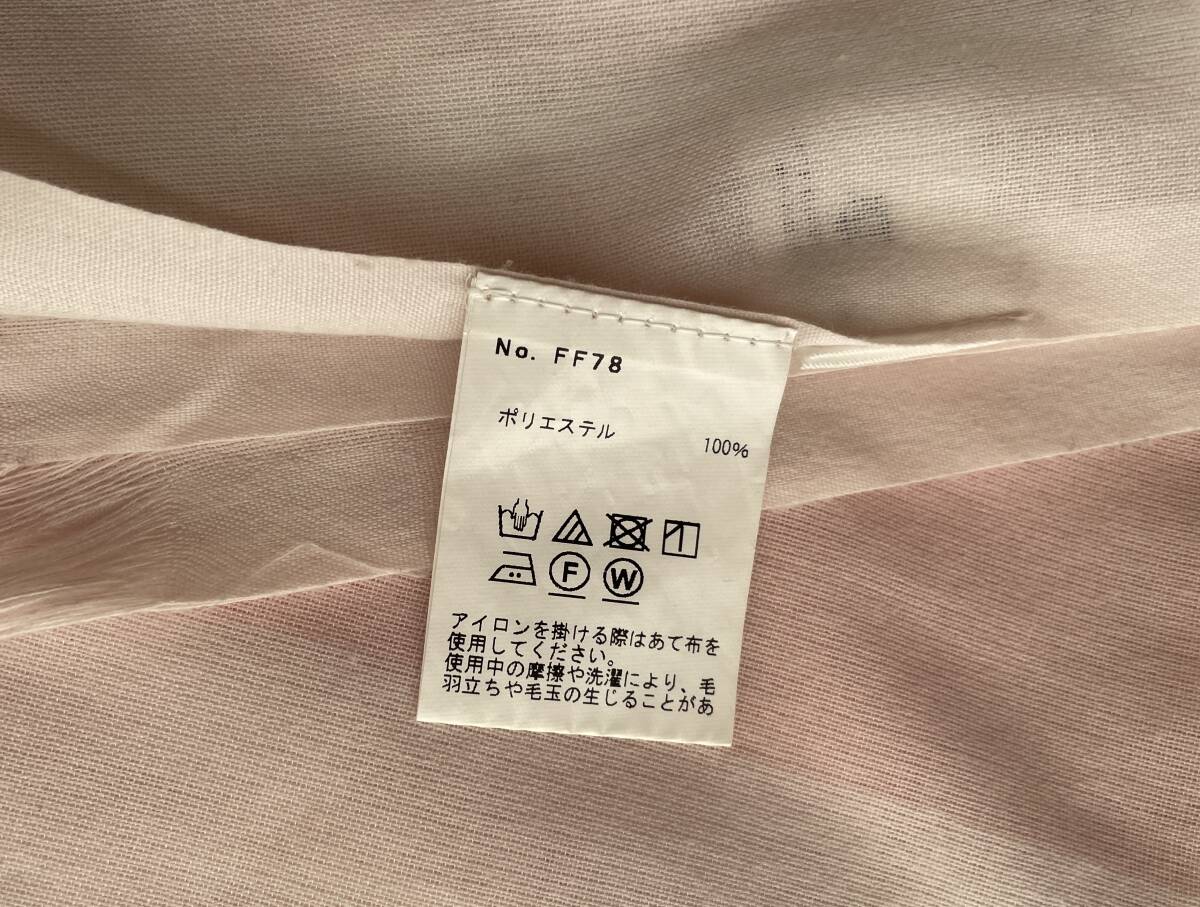 No. FF78
ポリエステル 100%
F W
アイロンを掛ける際はあて布を
使用してください。
使用中の摩擦や洗濯により、毛
羽立ちや毛玉の生じることがあ